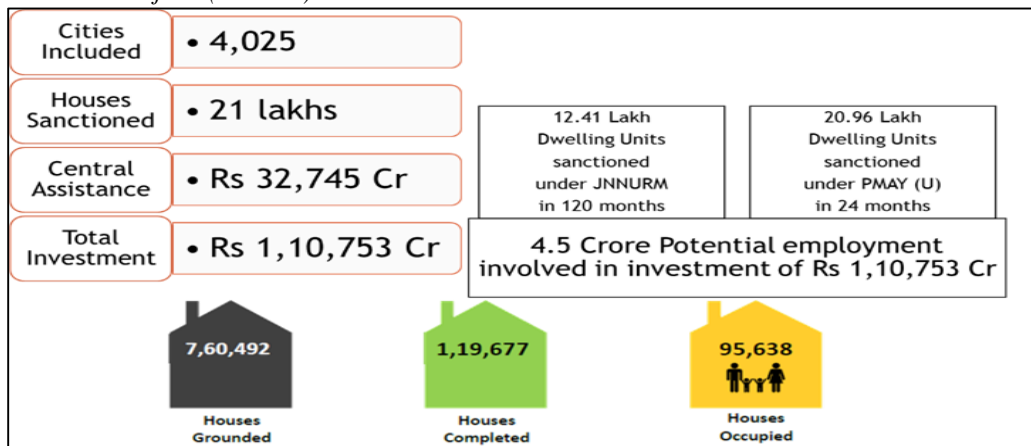 Cities
Included
• 4,025
Houses
Sanctioned
• 21 lakhs
Central
Assistance
• Rs 32,745 Cr
Total
Investment
• Rs 1,10,753 Cr
12.41 Lakh
Dwelling Units
sanctioned
under JNNURM
in 120 months
20.96 Lakh
Dwelling Units
sanctioned
under PMAY (U)
in 24 months
4.5 Crore Potential employment
involved in investment of Rs 1,10,753 Cr
7,60,492
Houses
Grounded
1,19,677
Houses
Completed
95,638
Houses
Occupied